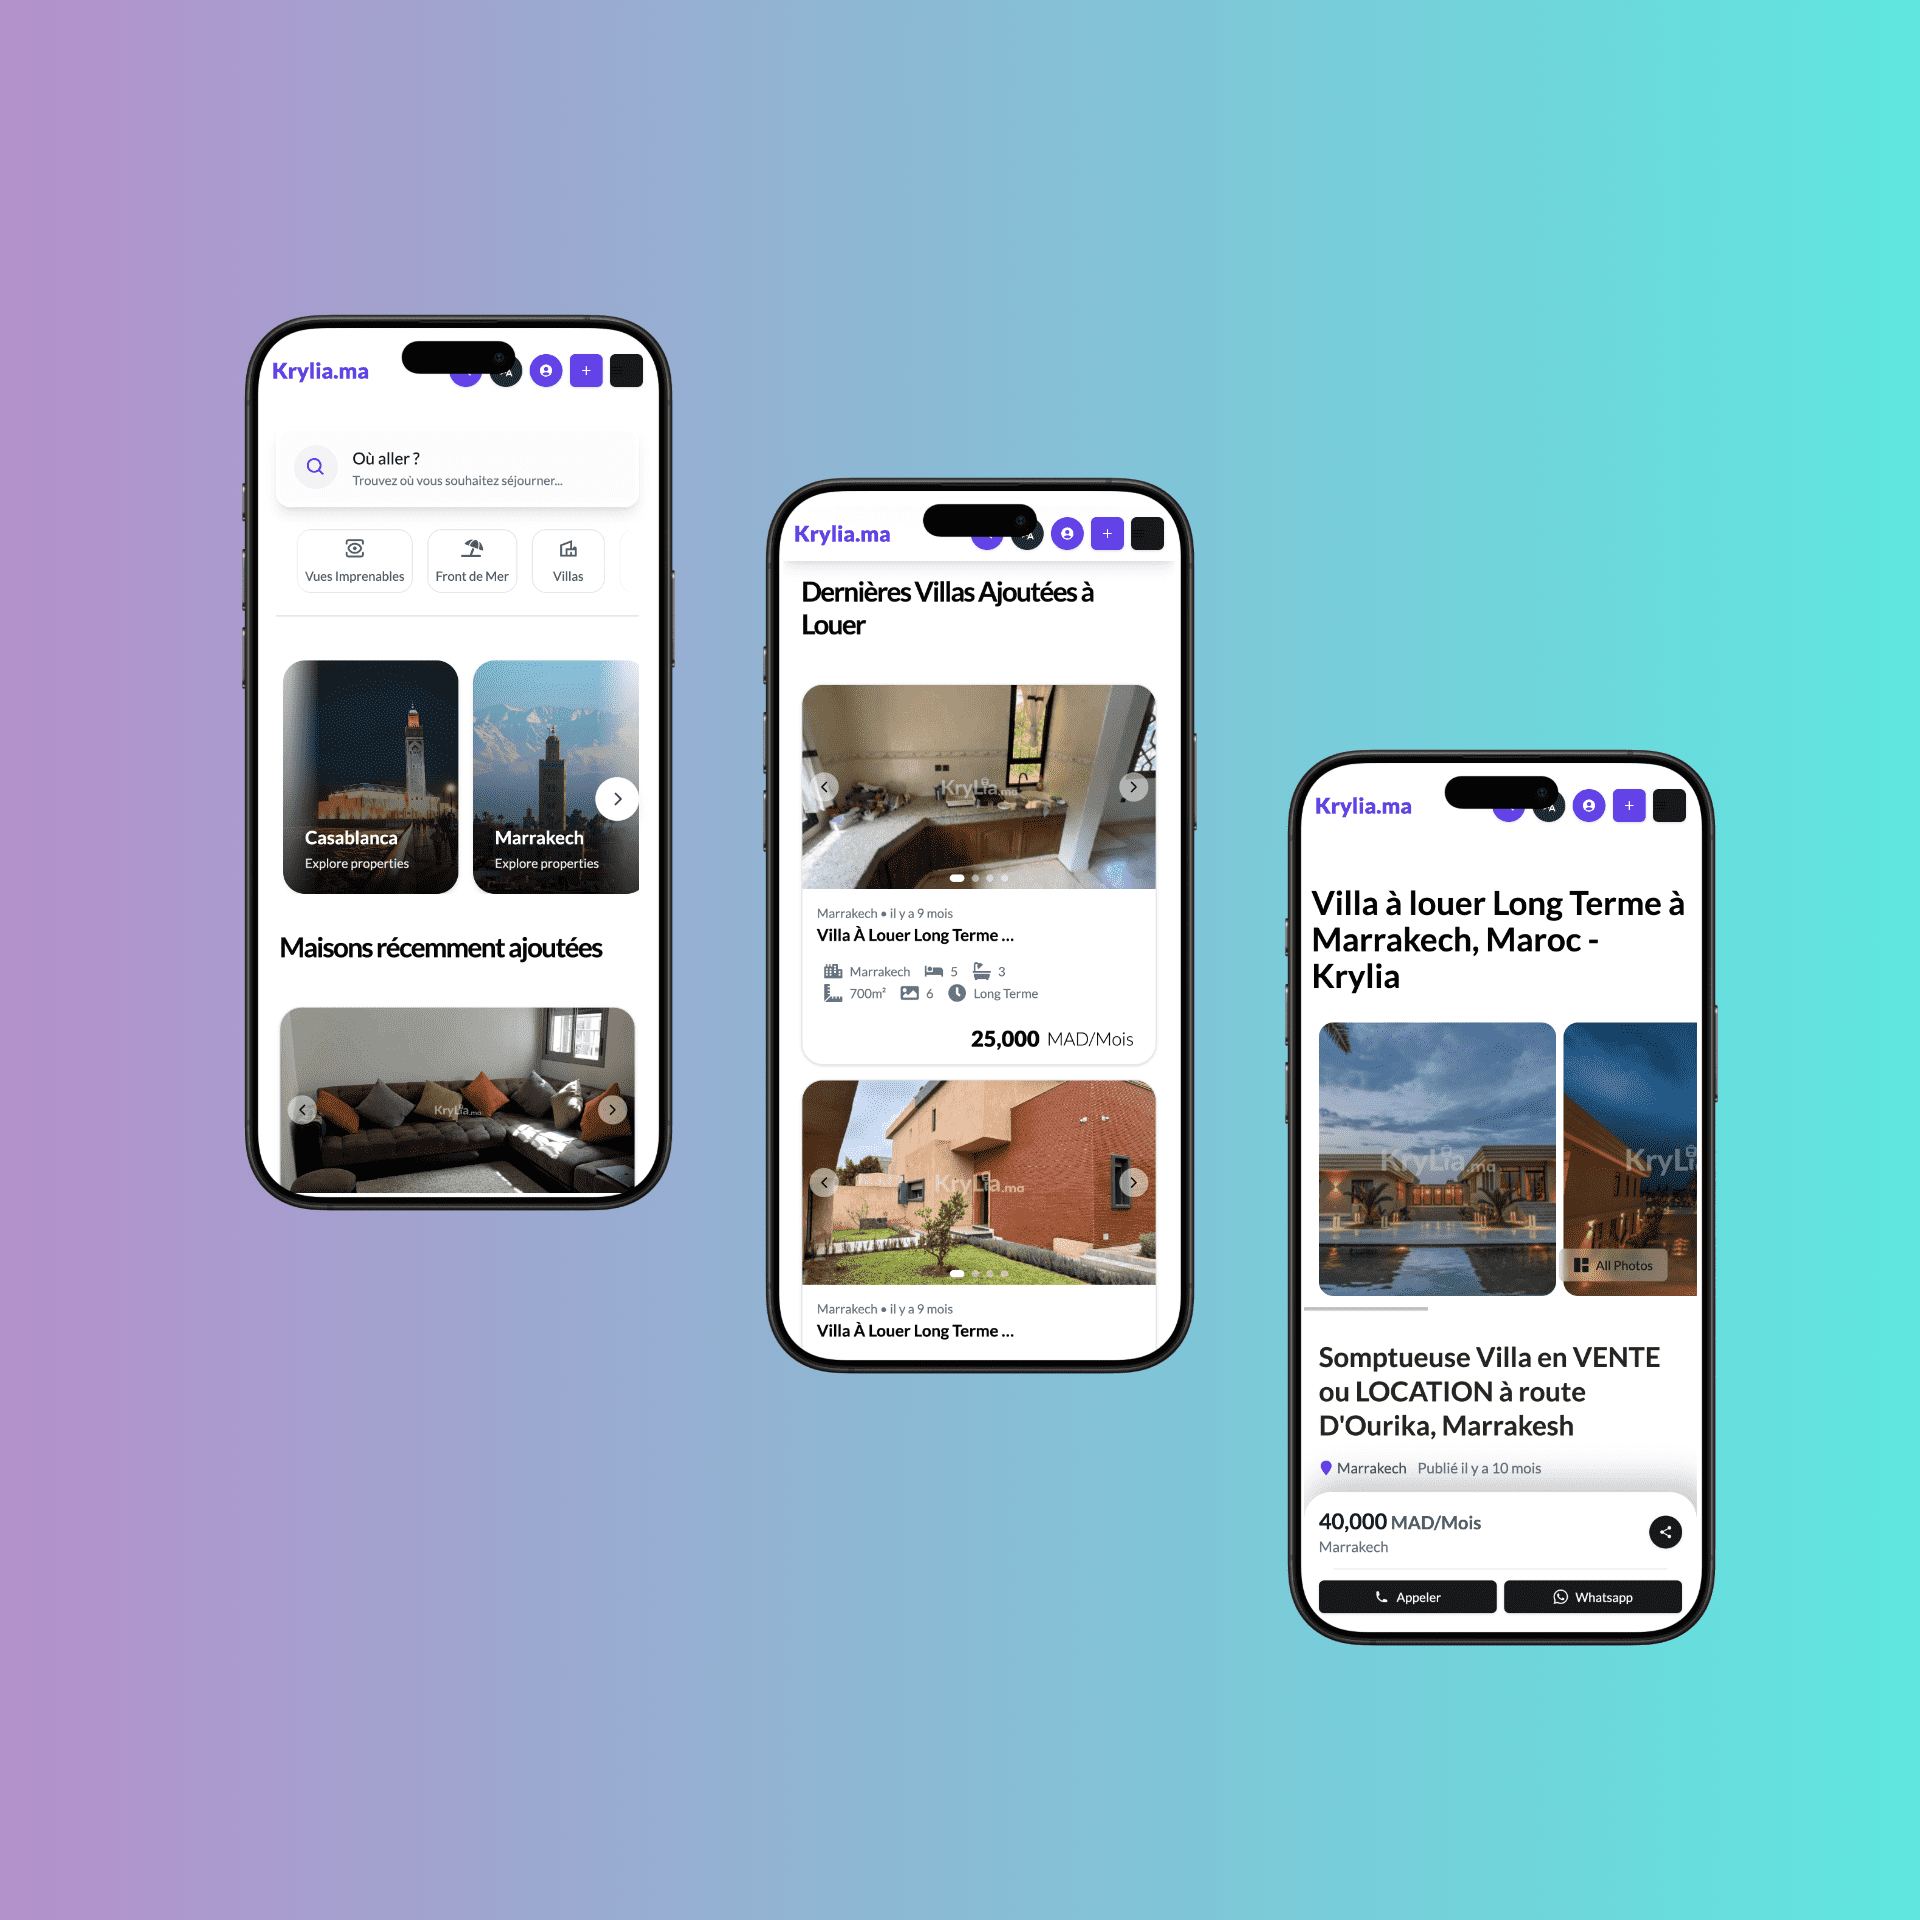 Krylia.ma
A
Où aller ?
Trouvez où vous souhaitez séjourner...
Vues Imprenables
Front de Mer
Villas
Casablanca
Explore properties
Marrakech
Explore properties
Maisons récemment ajoutées
KryLia.ma
Krylia.ma
A
Dernières Villas Ajoutées à
Louer
KryLia.ma
Marrakech • il y a 9 mois
Villa À Louer Long Terme ...
Marrakech 5 3
700m² 6 Long Terme
25,000 MAD/Mois
KryLia.ma
Marrakech • il y a 9 mois
Villa À Louer Long Terme ...
Krylia.ma
A
Villa à louer Long Terme à
Marrakech, Maroc -
Krylia
KryLia.ma
KryLi
All Photos
Somptueuse Villa en VENTE
ou LOCATION à route
D'Ourika, Marrakesh
Marrakech Publié il y a 10 mois
40,000 MAD/Mois
Marrakech
Appeler
Whatsapp